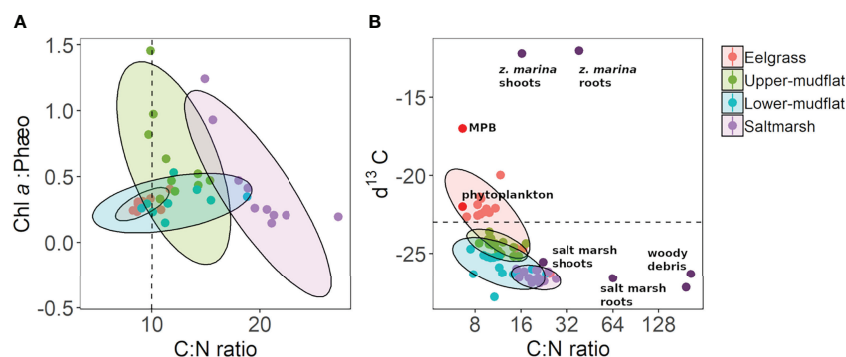 A
Chl a :Phæo
1.5
1.0
0.5
0.0
-0.5
10
20
C:N ratio
B
d13 C
-15
-20
-25
z. marina
shoots
z. marina
roots
MPB
phytoplankton
salt marsh
shoots
woody
debris
salt marsh
roots
8
16
32
64
128
C:N ratio
Eelgrass
Upper-mudflat
Lower-mudflat
Saltmarsh